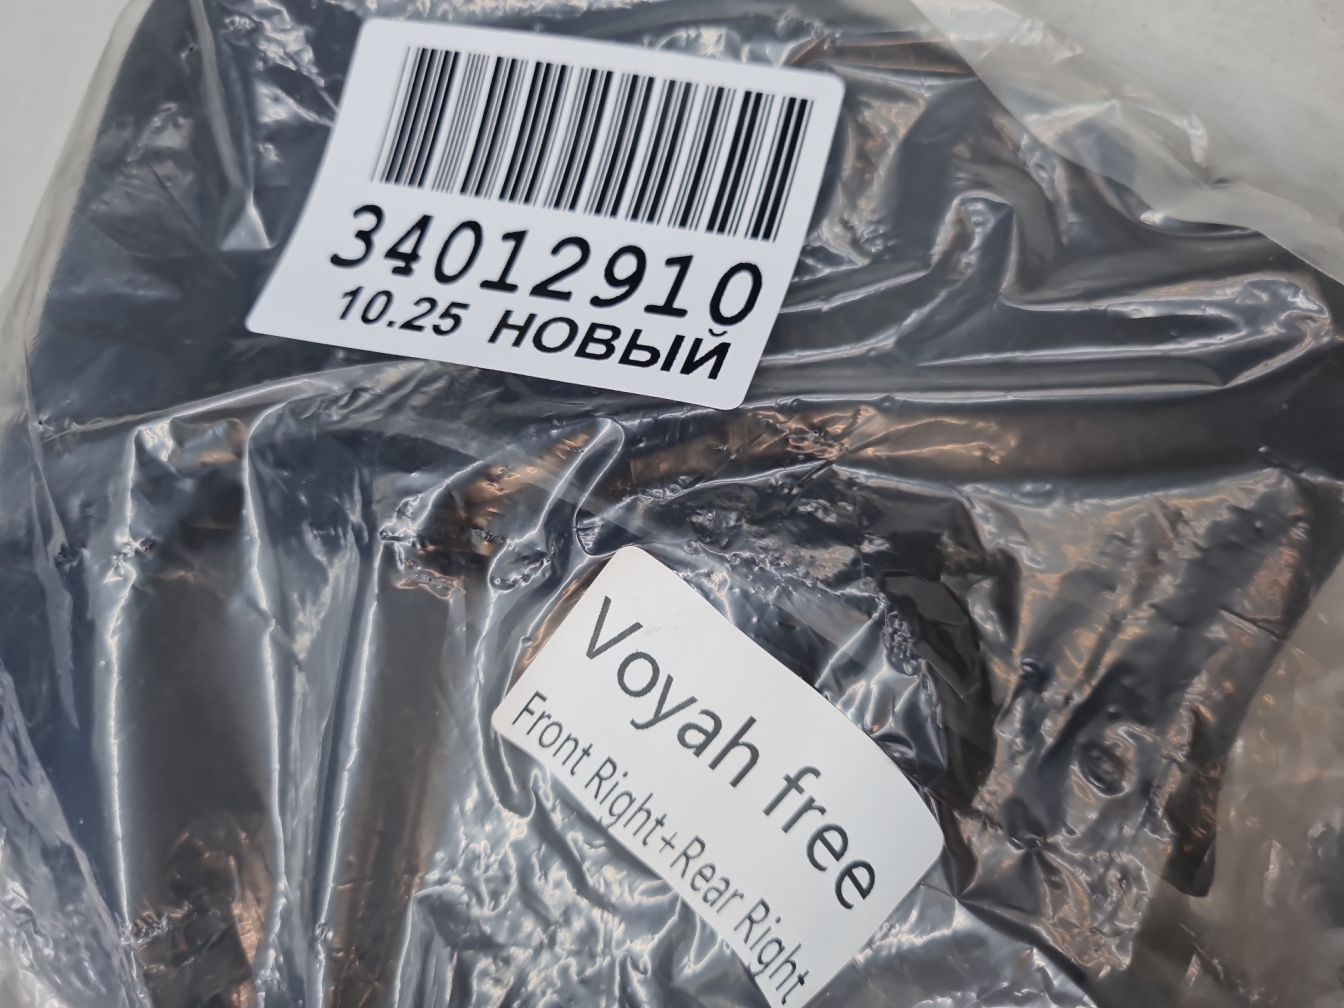 34012910
10.25 НОВЫЙ
Voyah free
Front Right+Rear Right